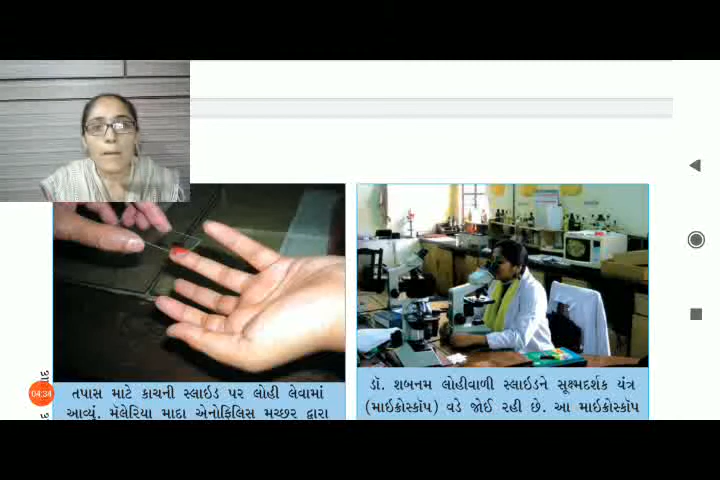 તપાસ માટે કાચની સ્લાઇડ પર લોહી લેવામાં
આવ્યું. મૅલેરિયા માદા એનોફિલિસ મચ્છર દ્વારા
ડૉ. શબનમ લોહીવાળી સ્લાઇડને સૂક્ષ્મદર્શક યંત્ર
(માઇક્રોસ્કૉપ) વડે જોઈ રહી છે. આ માઇક્રોસ્કૉપ
04:34